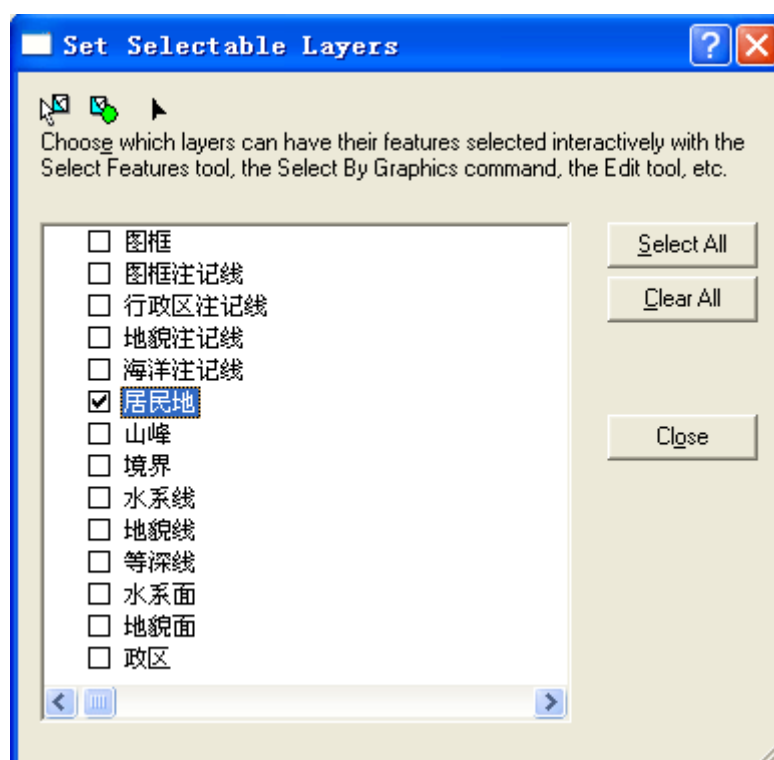 Set Selectable Layers
Choose which layers can have their features selected interactively with the
Select Features tool, the Select By Graphics command, the Edit tool, etc.
图框
图框注记线
行政区注记线
地貌注记线
海洋注记线
居民地
山峰
境界
水系线
地貌线
等深线
水系面
地貌面
政区
Select All
Clear All
Close